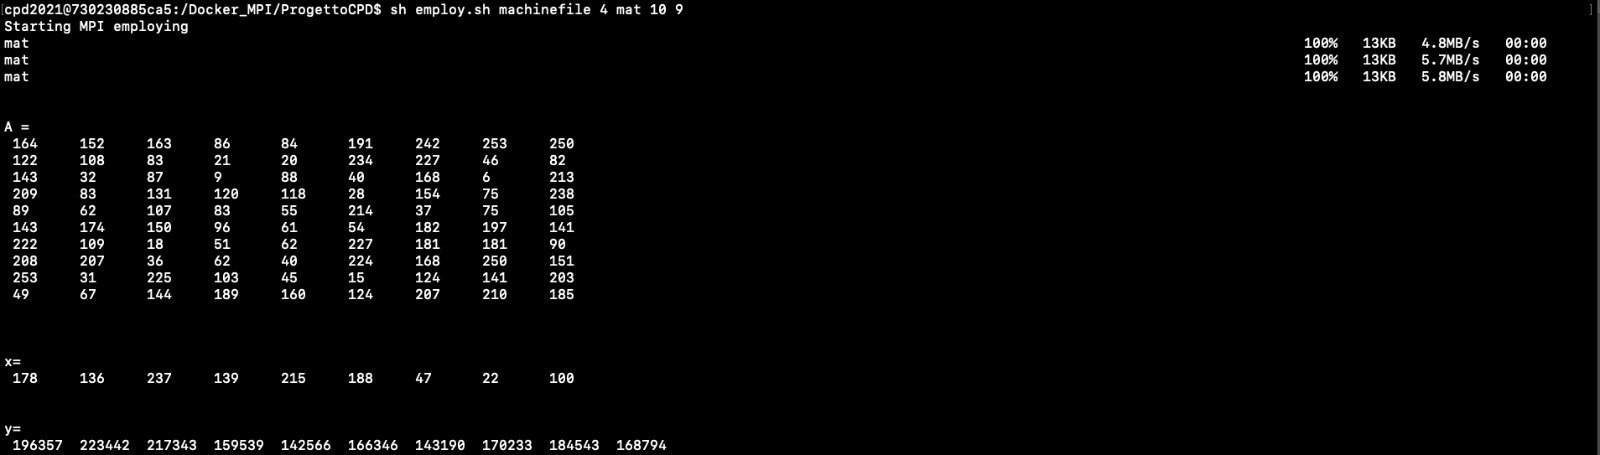 [cpd2021@730230885ca5:/Docker_MPI/ProgettoCPD$ sh employ.sh machinefile 4 mat 10 9 ]
Starting MPI employing
mat 100% 13KB 4.8MB/s 00:00
mat 100% 13KB 5.7MB/s 00:00
mat 100% 13KB 5.8MB/s 00:00
A =
164 152 163 86 84 191 242 253 250
122 108 83 21 20 234 227 46 82
143 32 87 9 88 40 168 6 213
209 83 131 120 118 28 154 75 238
89 62 107 83 55 214 37 75 105
143 174 150 96 61 54 182 197 141
222 109 18 51 62 227 181 181 90
208 207 36 62 40 224 168 250 151
253 31 225 103 45 15 124 141 203
49 67 144 189 160 124 207 210 185
x=
178 136 237 139 215 188 47 22 100
y=
196357 223442 217343 159539 142566 166346 143190 170233 184543 168794